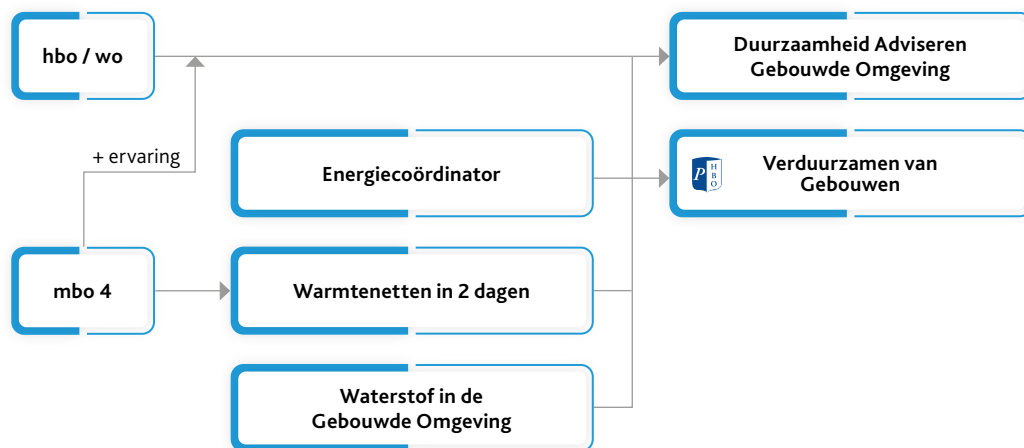 hbo / wo
Duurzaamheid Adviseren
Gebouwde Omgeving
+ ervaring
Energiecoördinator
P HBO
Verduurzamen van
Gebouwen
mbo 4
Warmtenetten in 2 dagen
Waterstof in de
Gebouwde Omgeving